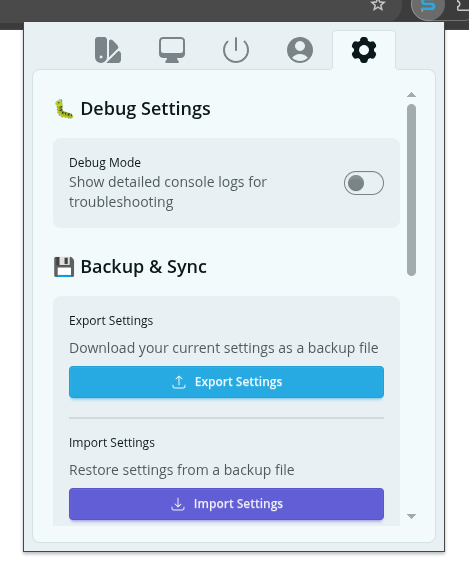 🐛 Debug Settings
Debug Mode
Show detailed console logs for
troubleshooting
💾 Backup & Sync
Export Settings
Download your current settings as a backup file
Export Settings
Import Settings
Restore settings from a backup file
Import Settings